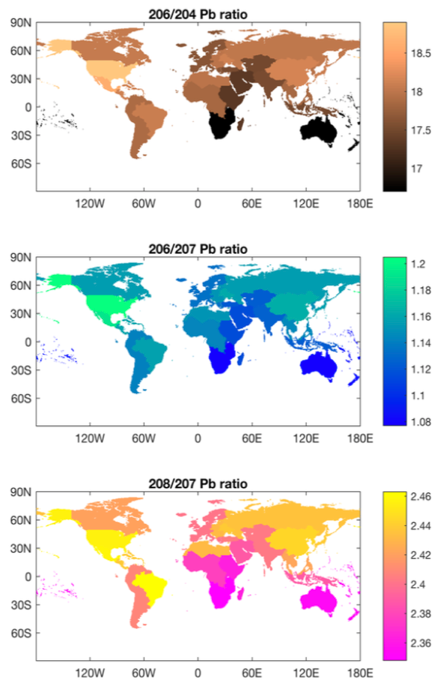 206/204 Pb ratio
90N
60N
30N
0
30S
60S
120W 60W 0 60E 120E 180E
18.5
18
17.5
17
206/207 Pb ratio
90N
60N
30N
0
30S
60S
120W 60W 0 60E 120E 180E
1.2
1.18
1.16
1.14
1.12
1.1
1.08
208/207 Pb ratio
90N
60N
30N
0
30S
60S
120W 60W 0 60E 120E 180E
2.46
2.44
2.42
2.4
2.38
2.36